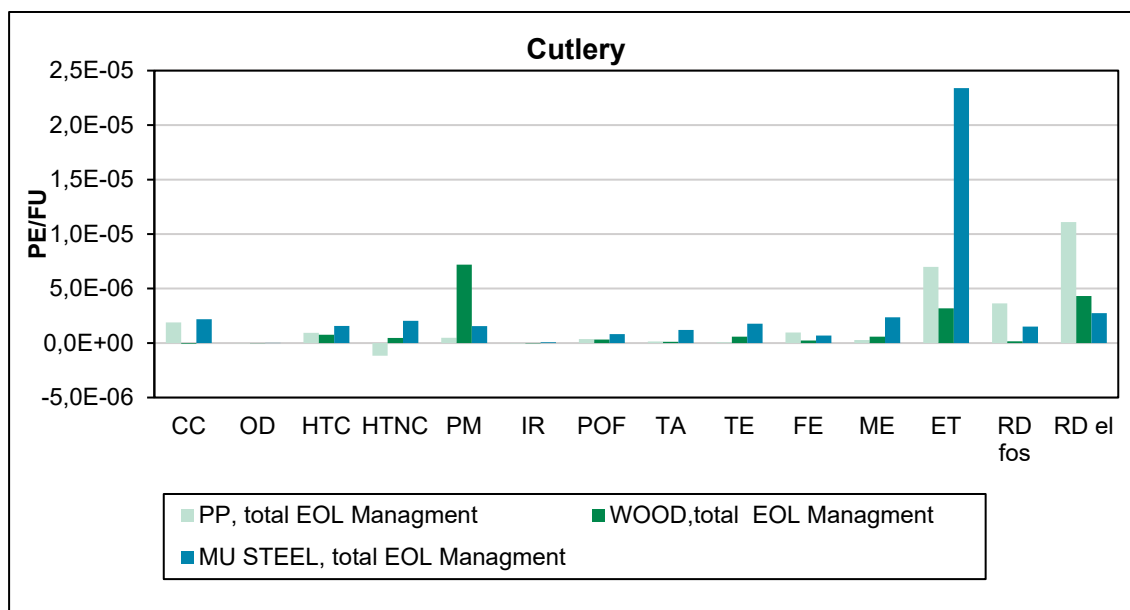 Cutlery
2,5E-05
2,0E-05
1,5E-05
1,0E-05
5,0E-06
0,0E+00
-5,0E-06
PE/FU
CC OD HTC HTNC PM IR POF TA TE FE ME ET RD fos RD el
PP, total EOL Managment
WOOD,total  EOL Managment
MU STEEL, total EOL Managment